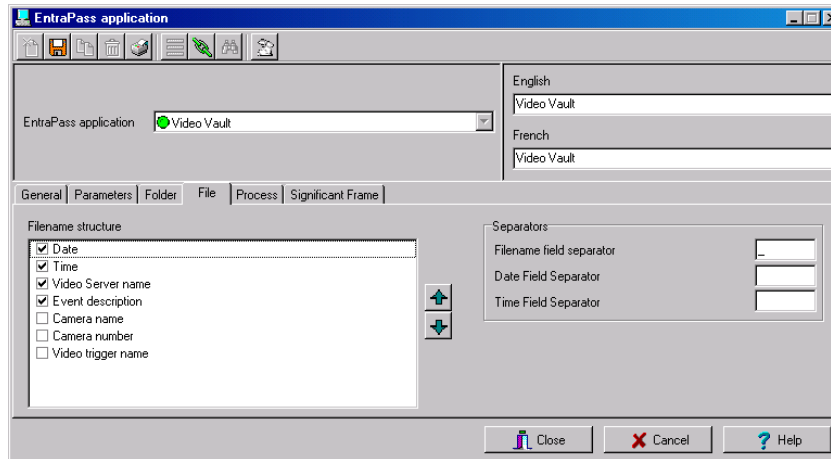 EntraPass application
English
Video Vault
EntraPass application
Video Vault
French
Video Vault
General
Parameters
Folder
File
Process
Significant Frame
Filename structure
Date
Time
Video Server name
Event description
Camera name
Camera number
Video trigger name
Separators
Filename field separator
_
Date Field Separator
Time Field Separator
Close
Cancel
? Help